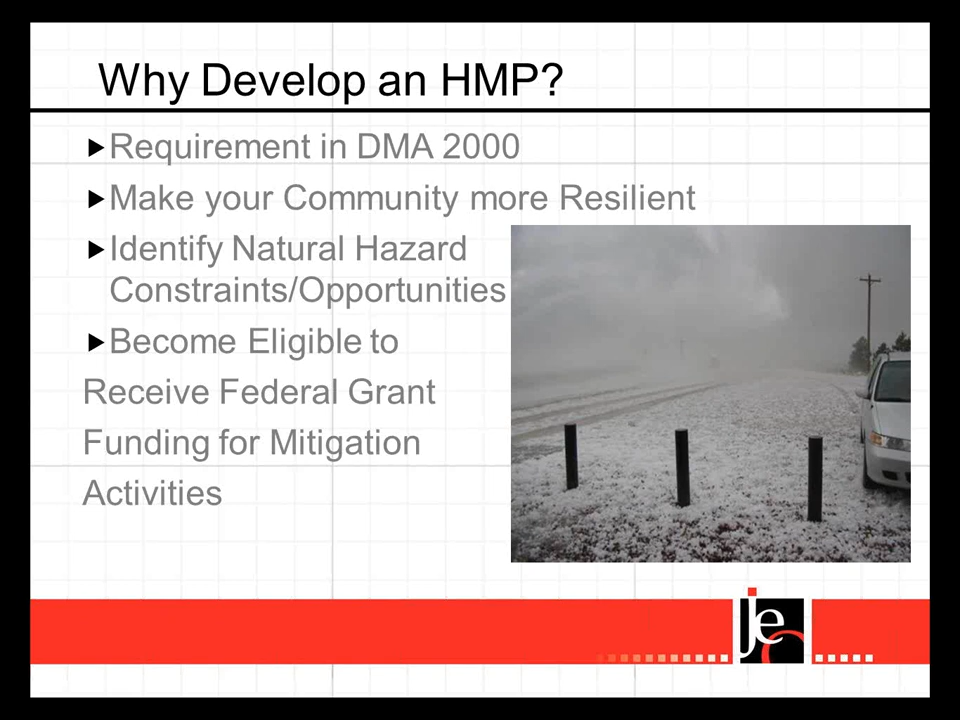 Why Develop an HMP?
Requirement in DMA 2000
Make your Community more Resilient
Identify Natural Hazard
Constraints/Opportunities
Become Eligible to
Receive Federal Grant
Funding for Mitigation
Activities
jeo